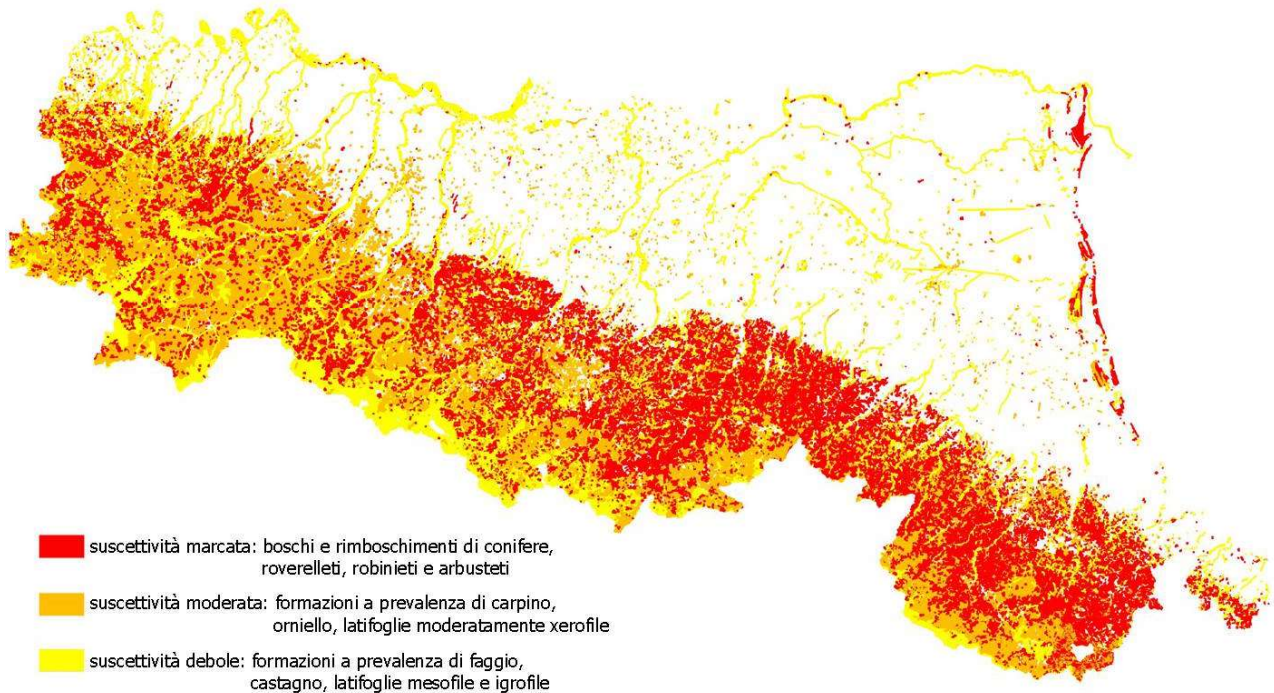 suscettività marcata: boschi e rimboschimenti di conifere,
roverelleti, robinieti e arbusteti
suscettività moderata: formazioni a prevalenza di carpino,
orniello, latifoglie moderatamente xerofile
suscettività debole: formazioni a prevalenza di faggio,
castagno, latifoglie mesofile e igrofile